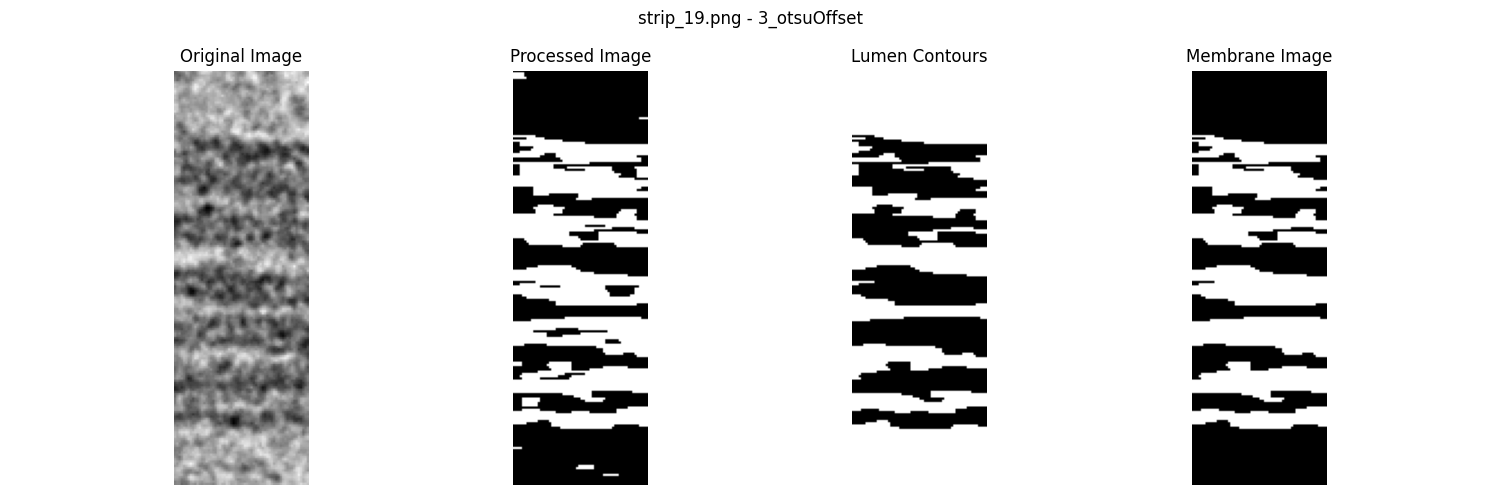 strip_19.png - 3_otsuOffset
Original Image
Processed Image
Lumen Contours
Membrane Image